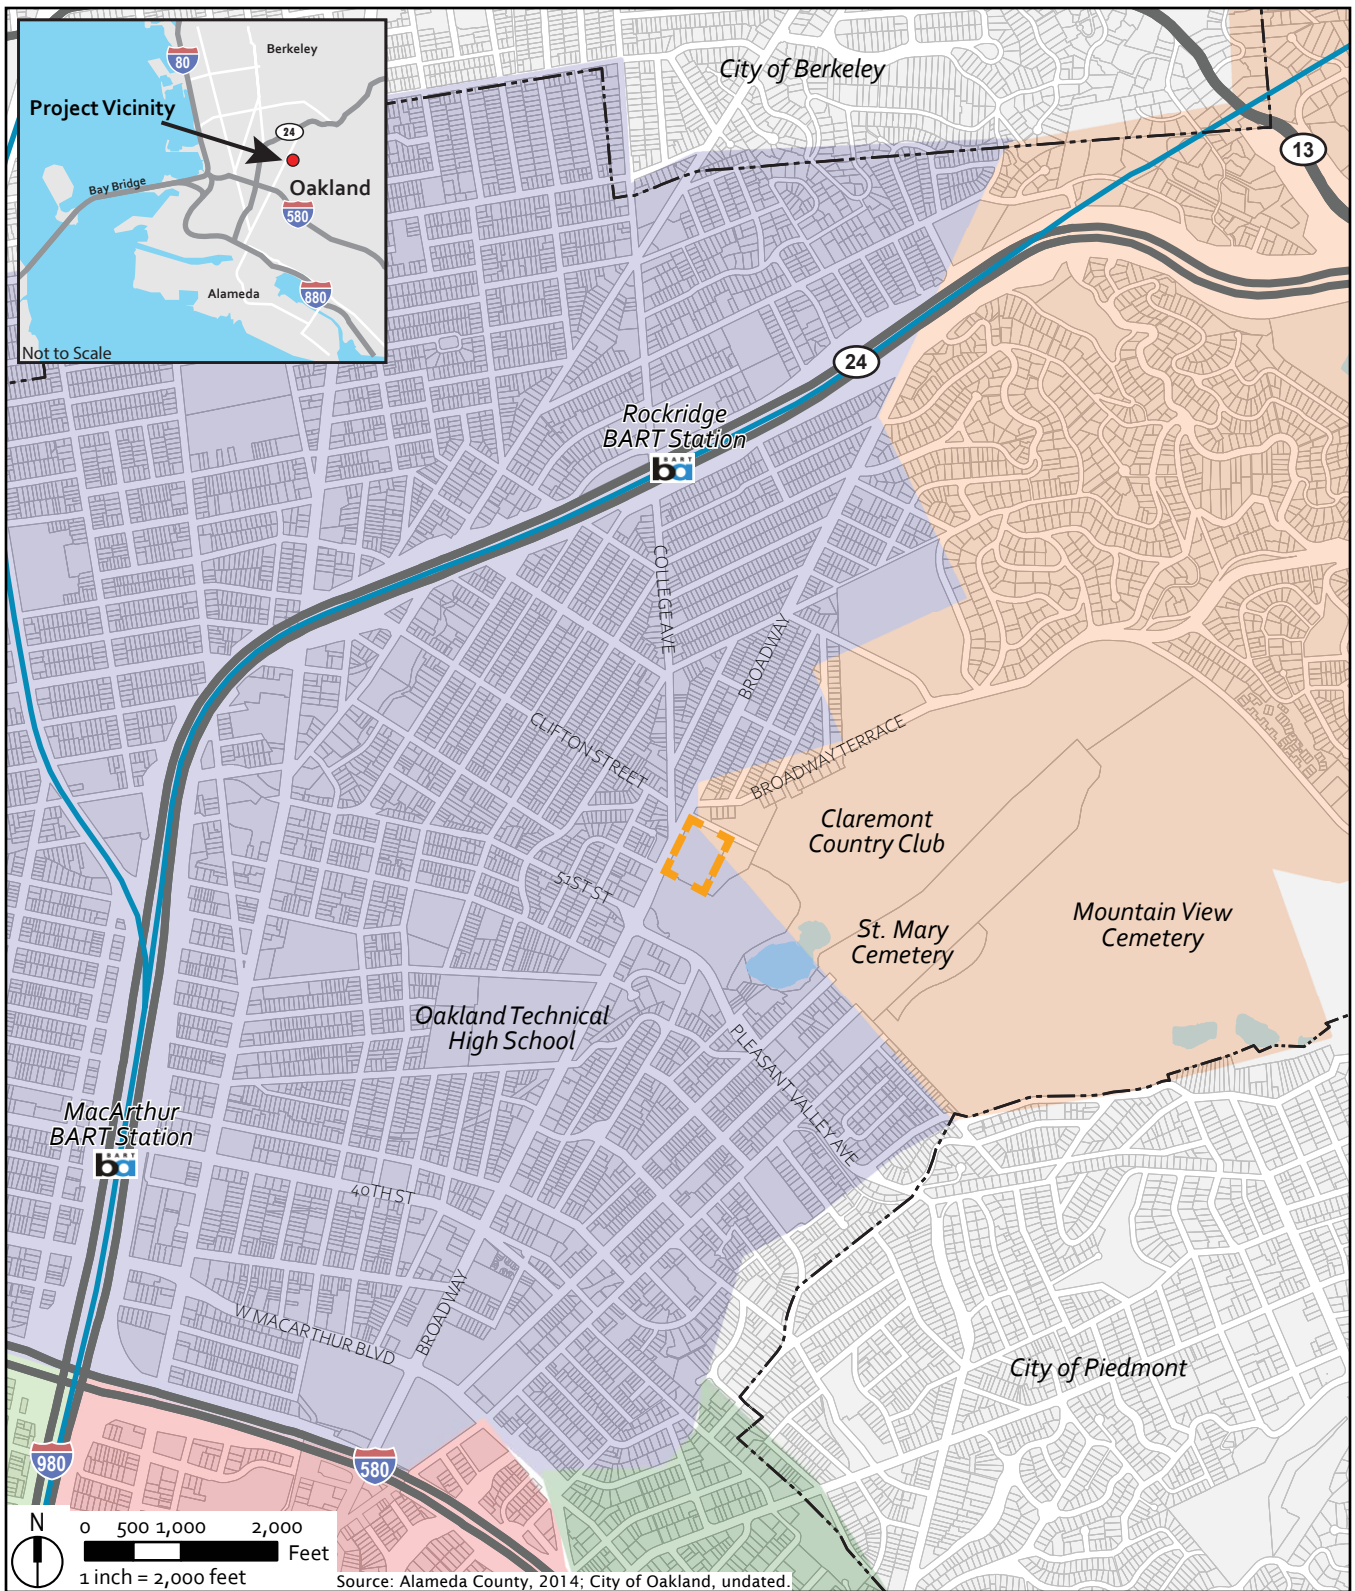 80
Berkeley
Project Vicinity
24
Oakland
Bay Bridge
580
Alameda
880
Not to Scale
City of Berkeley
13
24
Rockridge
BART Station
BART
ba
COLLEGE AVE
BROADWAY
CLIFTON STREET
BROADWAY TERRACE
Claremont
Country Club
51ST ST
St. Mary
Cemetery
Mountain View
Cemetery
Oakland Technical
High School
PLEASANT VALLEY AVE
MacArthur
BART Station
BART
ba
40TH ST
BROADWAY
W MACARTHUR BLVD
City of Piedmont
980
580
N
0 500 1,000 2,000
Feet
1 inch = 2,000 feet
Source: Alameda County, 2014; City of Oakland, undated.